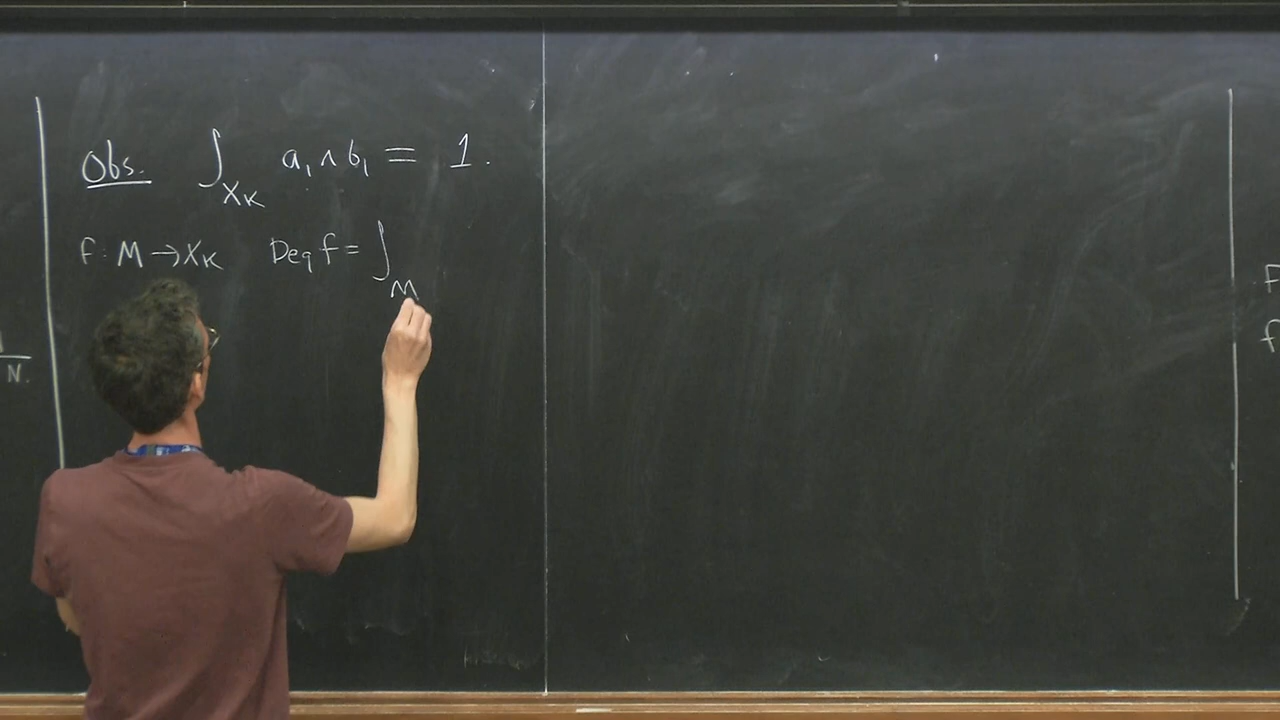 N.
Obs. ∫_{X_K} a₁ ∧ b₁ = 1.
f: M → X_K Deg f = ∫_M
F
f